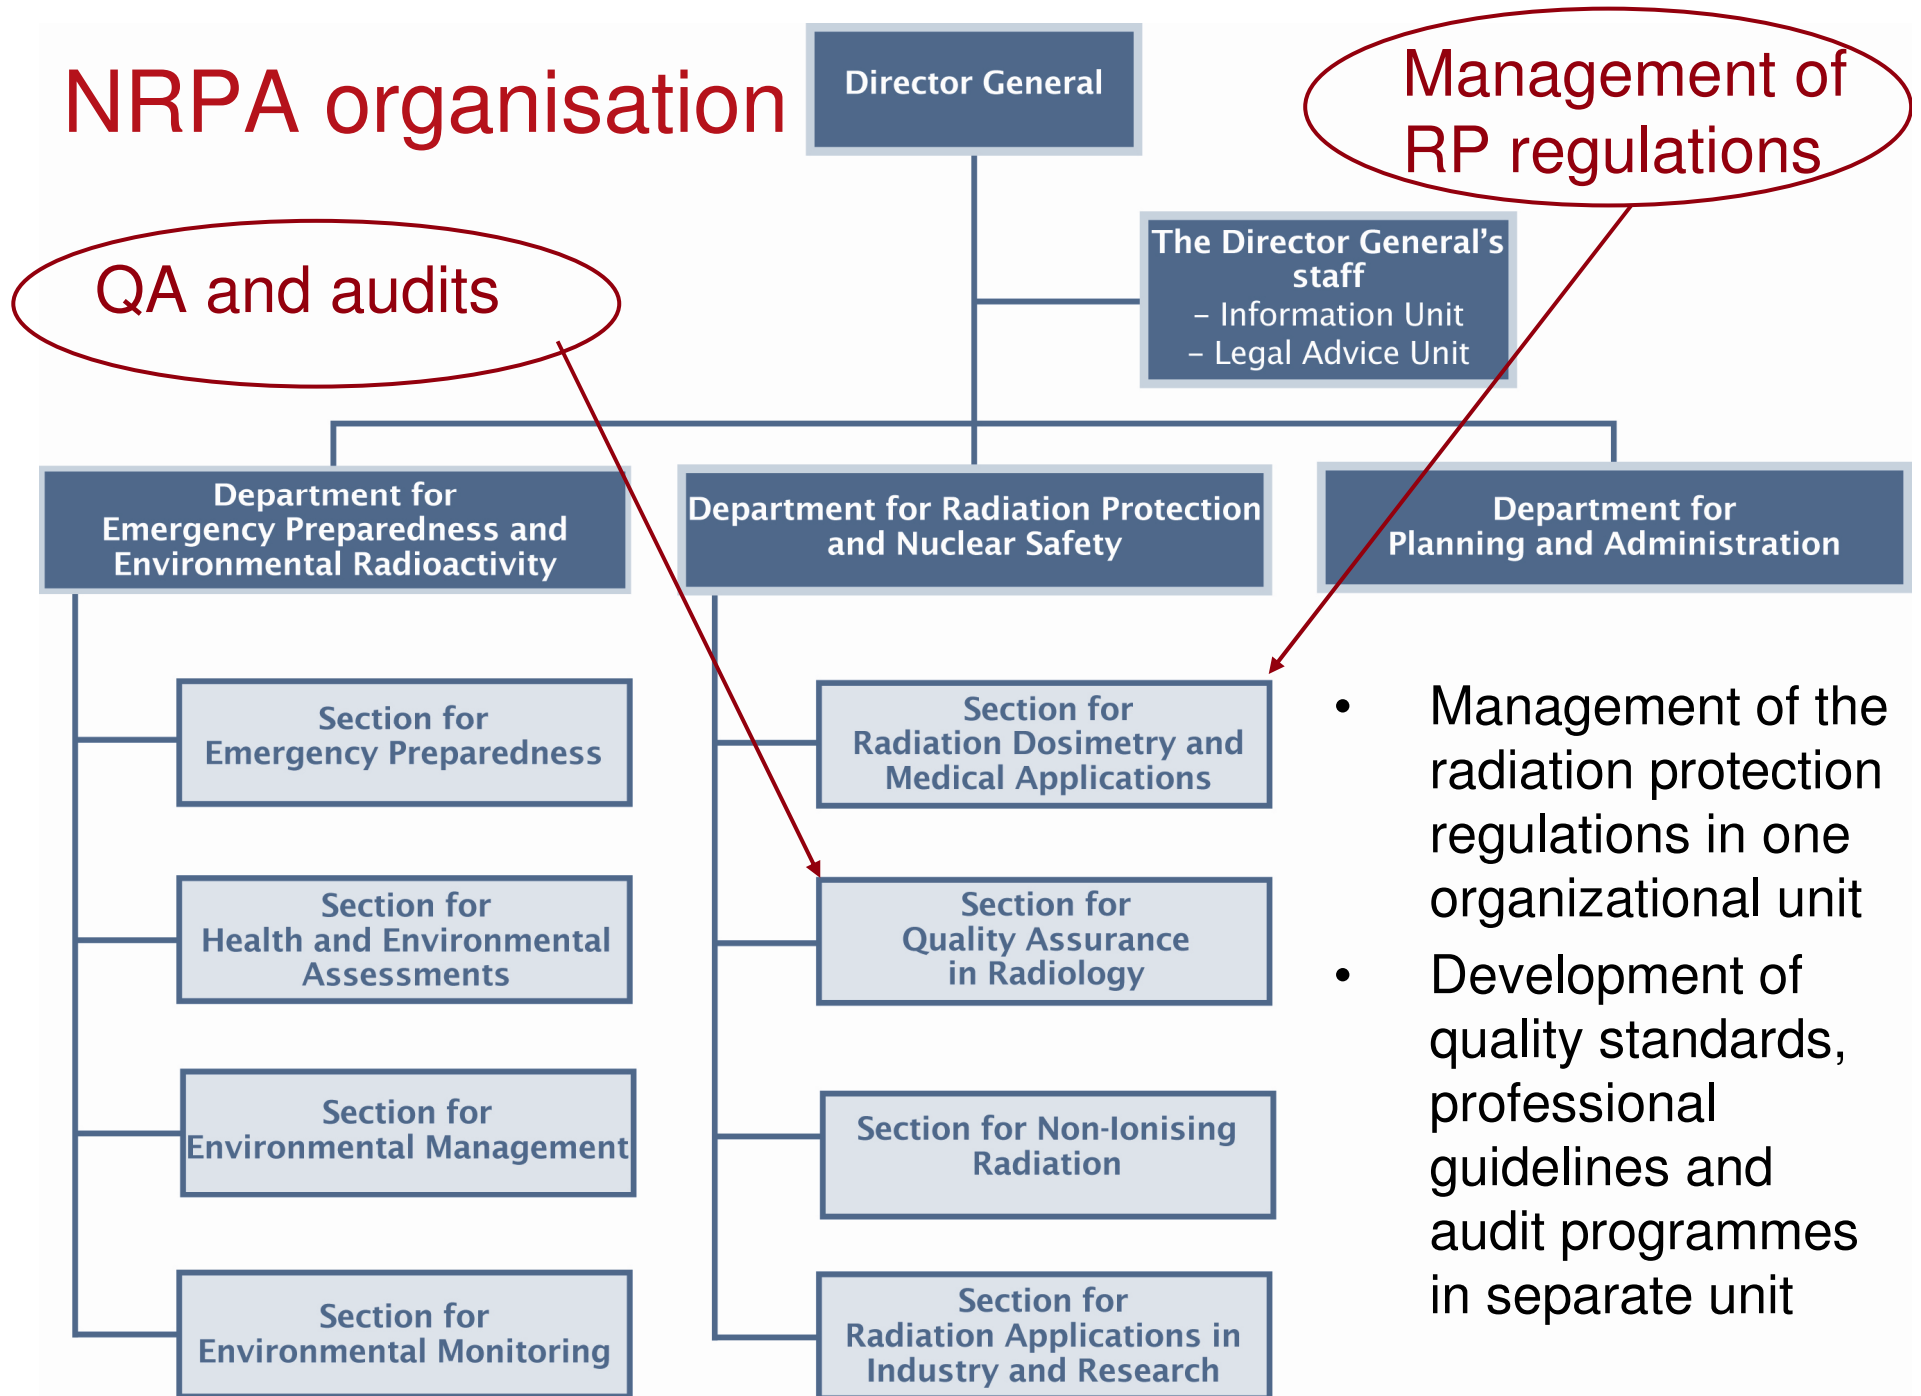 NRPA organisation
Director General
Management of
RP regulations
The Director General's
staff
– Information Unit
– Legal Advice Unit
QA and audits
Department for
Emergency Preparedness and
Environmental Radioactivity
Department for Radiation Protection
and Nuclear Safety
Department for
Planning and Administration
Section for
Emergency Preparedness
Section for
Health and Environmental
Assessments
Section for
Environmental Management
Section for
Environmental Monitoring
Section for
Radiation Dosimetry and
Medical Applications
Section for
Quality Assurance
in Radiology
Section for Non-Ionising
Radiation
Section for
Radiation Applications in
Industry and Research
• Management of the
radiation protection
regulations in one
organizational unit
• Development of
quality standards,
professional
guidelines and
audit programmes
in separate unit